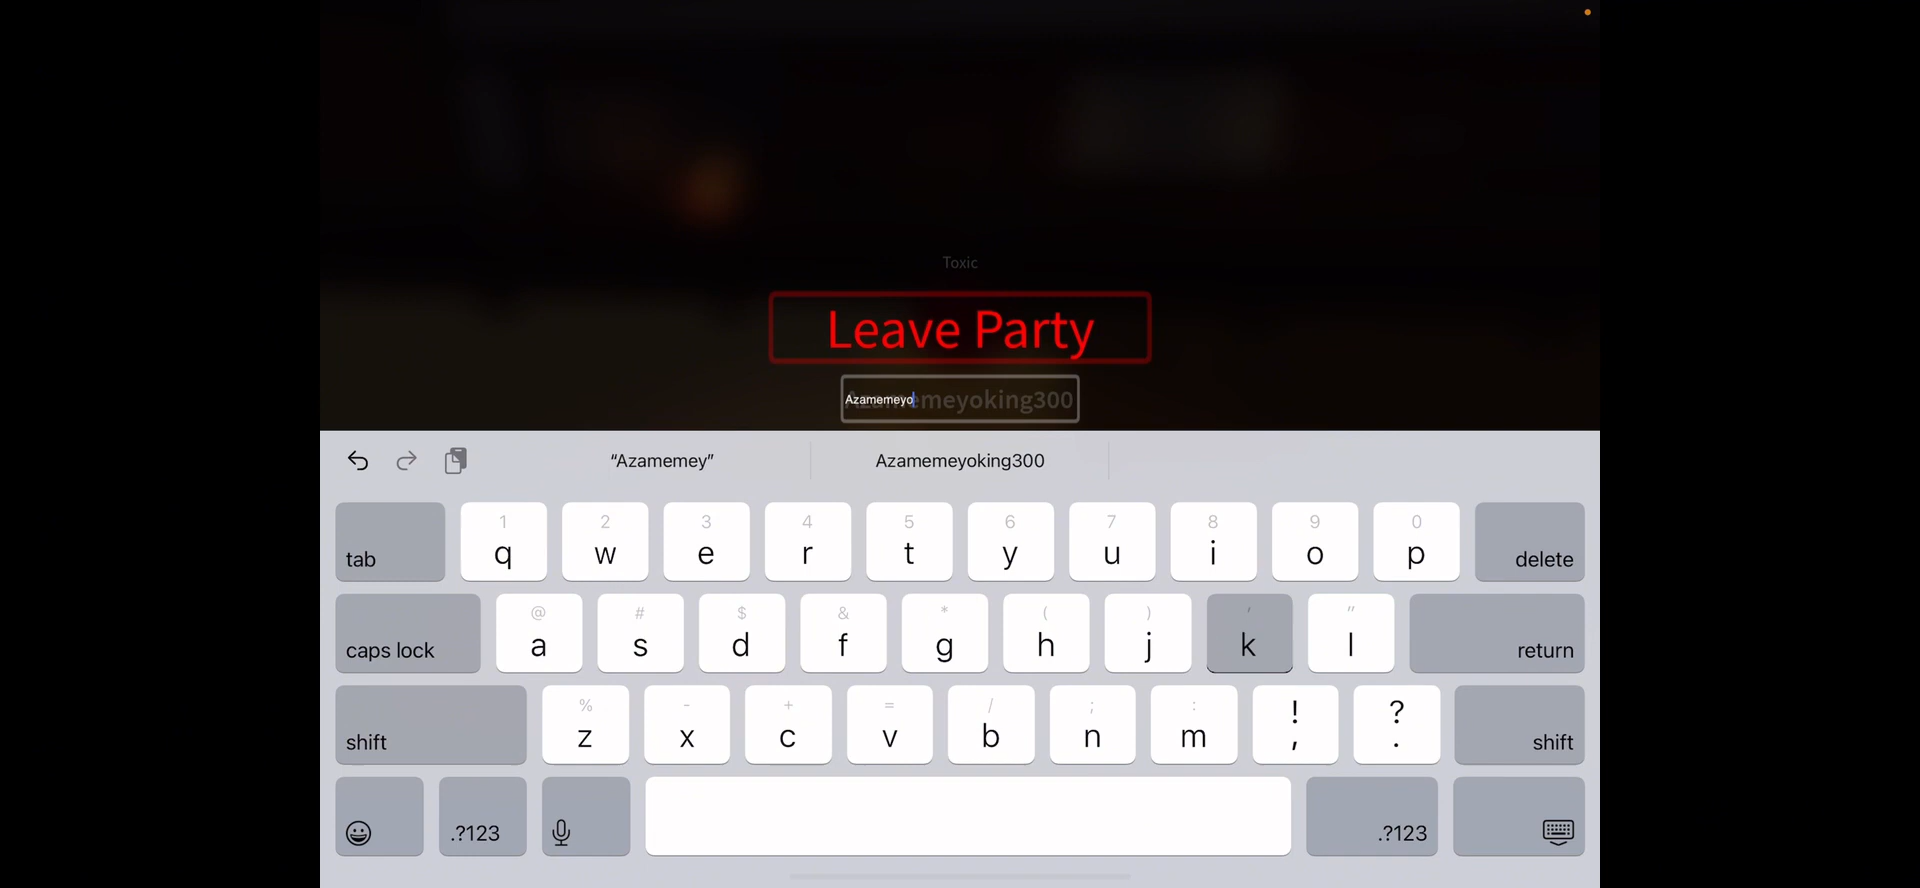 Toxic
Leave Party
Azamemeyoking300
Azamemeyo
“Azamemey” Azamemeyoking300
1 2 3 4 5 6 7 8 9 0
tab q w e r t y u i o p delete
@ # $ & * ( ) ' "
caps lock a s d f g h j k l return
% - + = / ; : ! ?
shift z x c v b n m , . shift
.?123 .?123